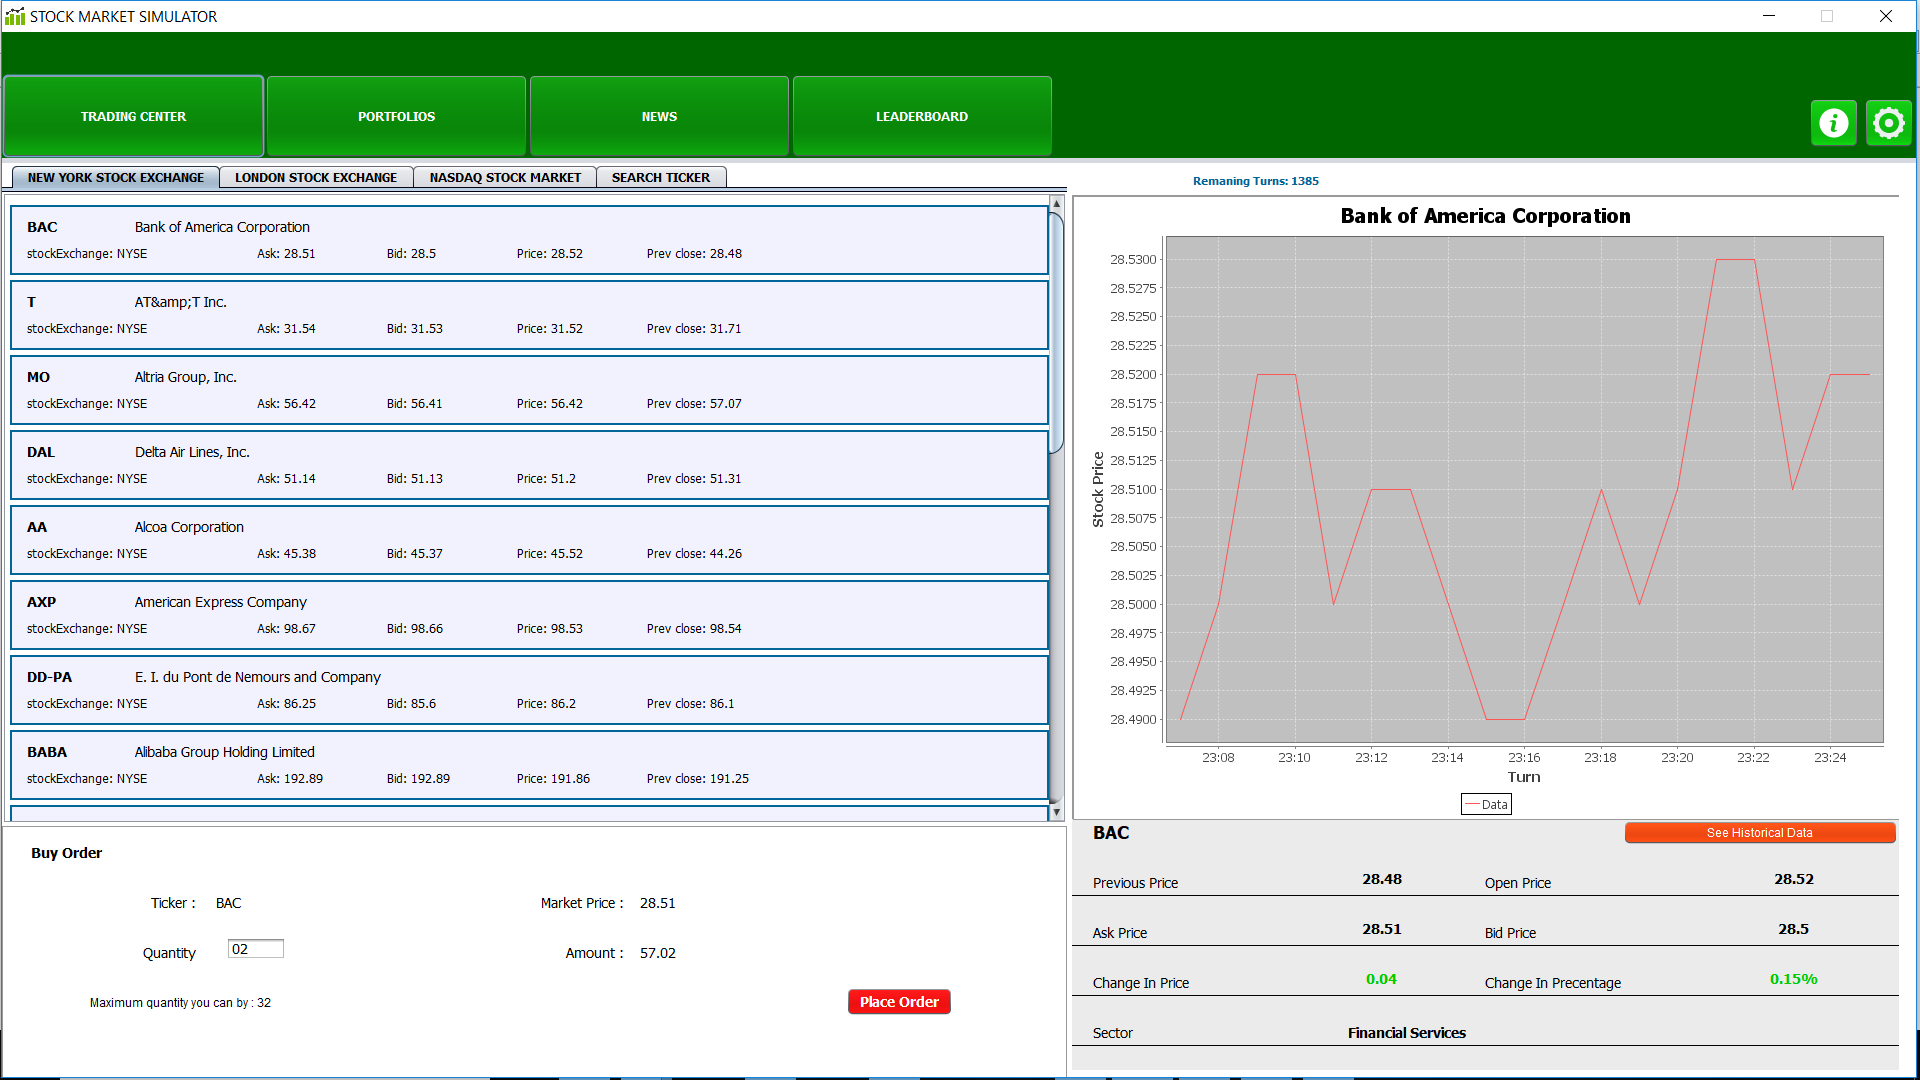 STOCK MARKET SIMULATOR
TRADING CENTER PORTFOLIOS NEWS LEADERBOARD
NEW YORK STOCK EXCHANGE LONDON STOCK EXCHANGE NASDAQ STOCK MARKET SEARCH TICKER
BAC Bank of America Corporation
stockExchange: NYSE Ask: 28.51 Bid: 28.5 Price: 28.52 Prev close: 28.48
T AT&amp;T Inc.
stockExchange: NYSE Ask: 31.54 Bid: 31.53 Price: 31.52 Prev close: 31.71
MO Altria Group, Inc.
stockExchange: NYSE Ask: 56.42 Bid: 56.41 Price: 56.42 Prev close: 57.07
DAL Delta Air Lines, Inc.
stockExchange: NYSE Ask: 51.14 Bid: 51.13 Price: 51.2 Prev close: 51.31
AA Alcoa Corporation
stockExchange: NYSE Ask: 45.38 Bid: 45.37 Price: 45.52 Prev close: 44.26
AXP American Express Company
stockExchange: NYSE Ask: 98.67 Bid: 98.66 Price: 98.53 Prev close: 98.54
DD-PA E. I. du Pont de Nemours and Company
stockExchange: NYSE Ask: 86.25 Bid: 85.6 Price: 86.2 Prev close: 86.1
BABA Alibaba Group Holding Limited
stockExchange: NYSE Ask: 192.89 Bid: 192.89 Price: 191.86 Prev close: 191.25
Buy Order
Ticker : BAC Market Price : 28.51
Quantity 02 Amount : 57.02
Maximum quantity you can by : 32 Place Order
Remaning Turns: 1385
Bank of America Corporation
Stock Price
28.5300
28.5275
28.5250
28.5225
28.5200
28.5175
28.5150
28.5125
28.5100
28.5075
28.5050
28.5025
28.5000
28.4975
28.4950
28.4925
28.4900
23:08 23:10 23:12 23:14 23:16 23:18 23:20 23:22 23:24
Turn
Data
BAC See Historical Data
Previous Price 28.48 Open Price 28.52
Ask Price 28.51 Bid Price 28.5
Change In Price 0.04 Change In Precentage 0.15%
Sector Financial Services